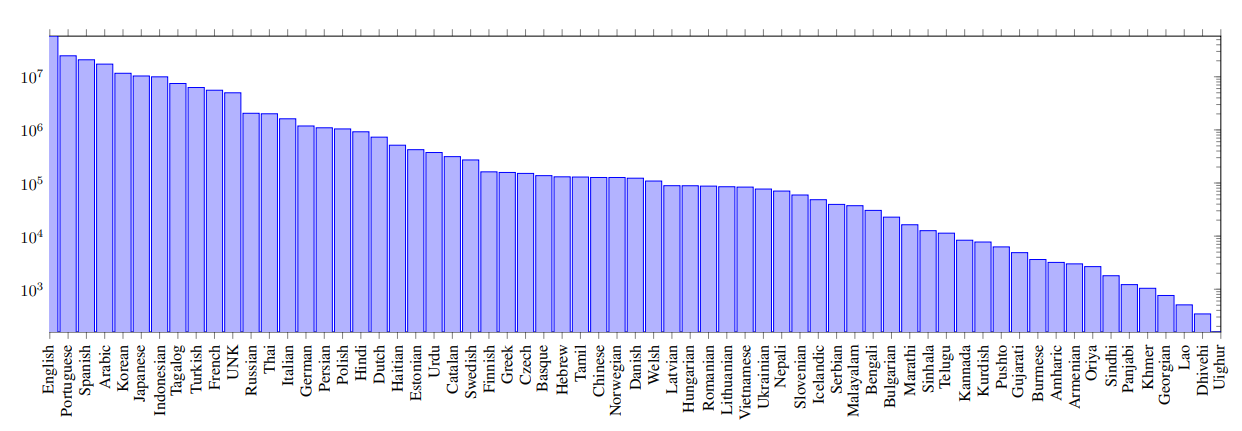 10^7
10^6
10^5
10^4
10^3
English
Portuguese
Spanish
Arabic
Korean
Japanese
Indonesian
Tagalog
Turkish
French
UNK
Russian
Thai
Italian
German
Persian
Polish
Hindi
Dutch
Haitian
Estonian
Urdu
Catalan
Swedish
Finnish
Greek
Czech
Basque
Hebrew
Tamil
Chinese
Norwegian
Danish
Welsh
Latvian
Hungarian
Romanian
Lithuanian
Vietnamese
Ukrainian
Nepali
Slovenian
Icelandic
Serbian
Malayalam
Bengali
Bulgarian
Marathi
Sinhala
Telugu
Kannada
Kurdish
Pushto
Gujarati
Burmese
Amharic
Armenian
Oriya
Sindhi
Panjabi
Khmer
Georgian
Lao
Dhivehi
Uighur